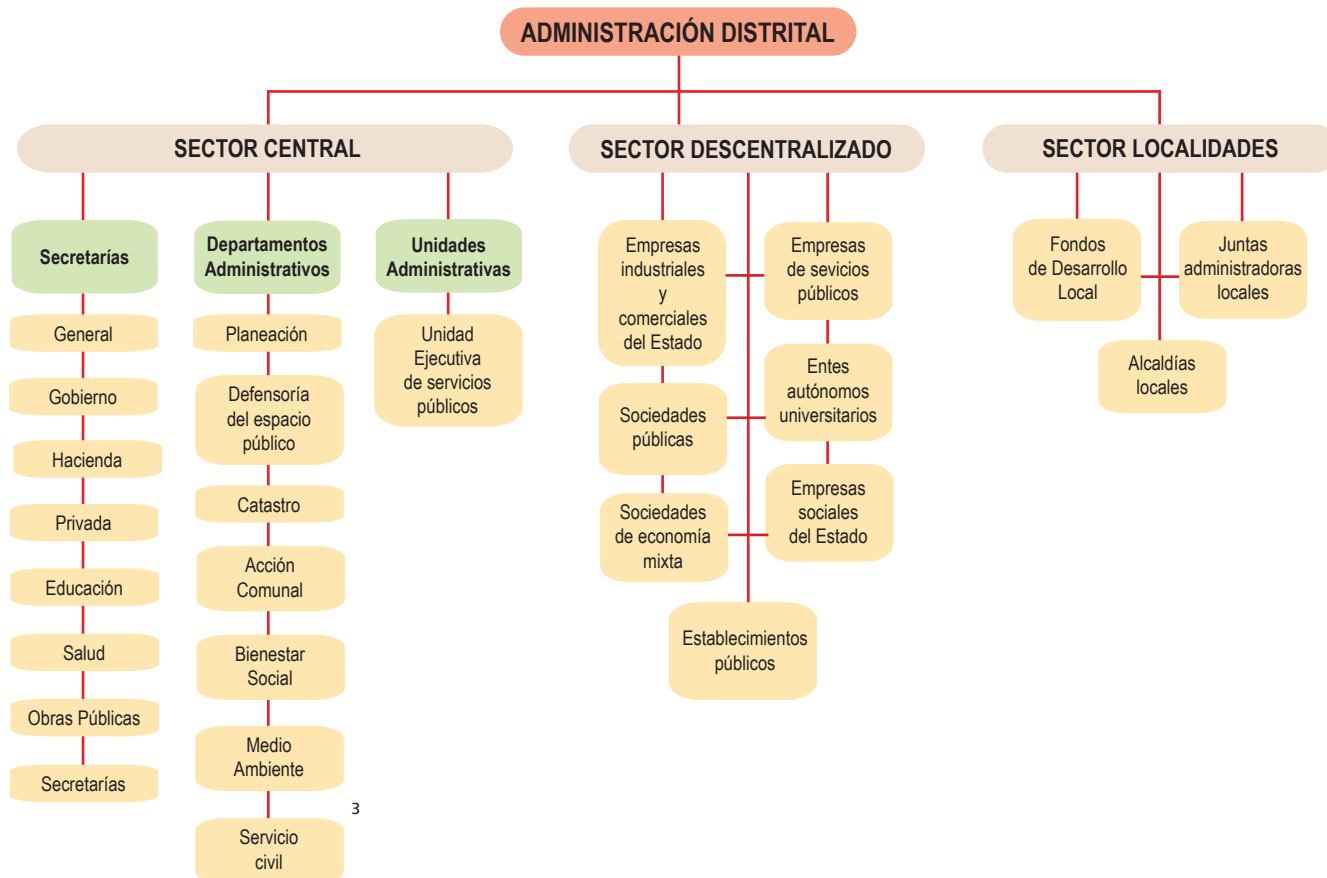 ADMINISTRACIÓN DISTRITAL
SECTOR CENTRAL
Secretarías
General
Gobierno
Hacienda
Privada
Educación
Salud
Obras Públicas
Secretarías
Departamentos
Administrativos
Planeación
Defensoría
del espacio
público
Catastro
Acción
Comunal
Bienestar
Social
Medio
Ambiente
3
Servicio
civil
Unidades
Administrativas
Unidad
Ejecutiva
de servicios
públicos
SECTOR DESCENTRALIZADO
Empresas
industriales
y
comerciales
del Estado
Sociedades
públicas
Sociedades
de economía
mixta
Empresas
de sevicios
públicos
Entes
autónomos
universitarios
Empresas
sociales
del Estado
Establecimientos
públicos
SECTOR LOCALIDADES
Fondos
de Desarrollo
Local
Juntas
administradoras
locales
Alcaldías
locales